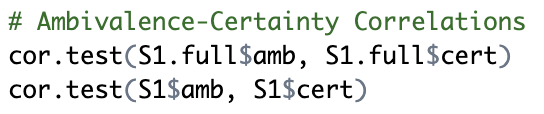 # Ambivalence-Certainty Correlations
cor.test(S1.full$amb, S1.full$cert)
cor.test(S1$amb, S1$cert)